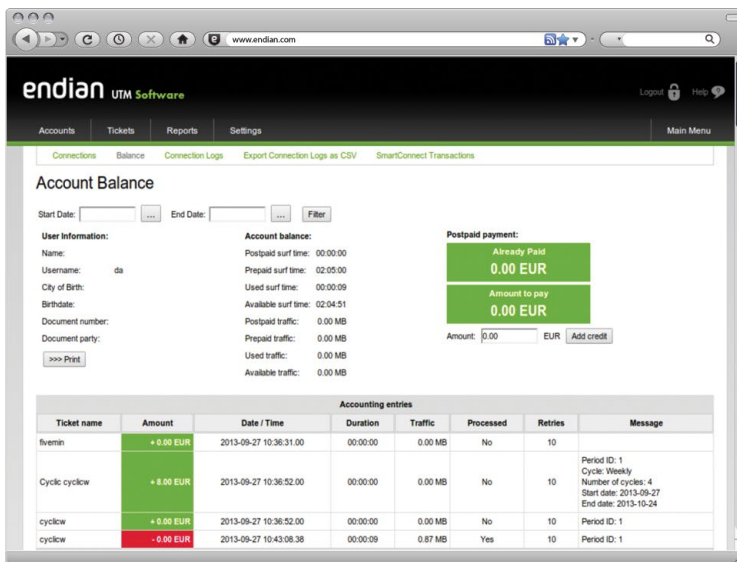 www.endian.com
endian UTM Software
Logout Help
Accounts Tickets Reports Settings Main Menu
Connections Balance Connection Logs Export Connection Logs as CSV SmartConnect Transactions
Account Balance
Start Date: ... End Date: ... Filter
User Information: Account balance: Postpaid payment:
Name: Postpaid surf time: 00:00:00 Already Paid
Username: da Prepaid surf time: 02:05:00 0.00 EUR
City of Birth: Used surf time: 00:00:09 Amount to pay
Birthdate: Available surf time: 02:04:51 0.00 EUR
Document number: Postpaid traffic: 0.00 MB
Document party: Prepaid traffic: 0.00 MB Amount: 0.00 EUR Add credit
>>> Print Used traffic: 0.00 MB
Available traffic: 0.00 MB
Accounting entries
Ticket name Amount Date / Time Duration Traffic Processed Retries Message
fivemin + 0.00 EUR 2013-09-27 10:36:31.00 00:00:00 0.00 MB No 10
Period ID: 1
Cycle: Weekly
Cyclic cyclicw + 8.00 EUR 2013-09-27 10:36:52.00 00:00:00 0.00 MB No 10 Number of cycles: 4
Start date: 2013-09-27
End date: 2013-10-24
cyclicw + 0.00 EUR 2013-09-27 10:36:52.00 00:00:00 0.00 MB No 10 Period ID: 1
cyclicw - 0.00 EUR 2013-09-27 10:43:08.38 00:00:09 0.87 MB Yes 10 Period ID: 1